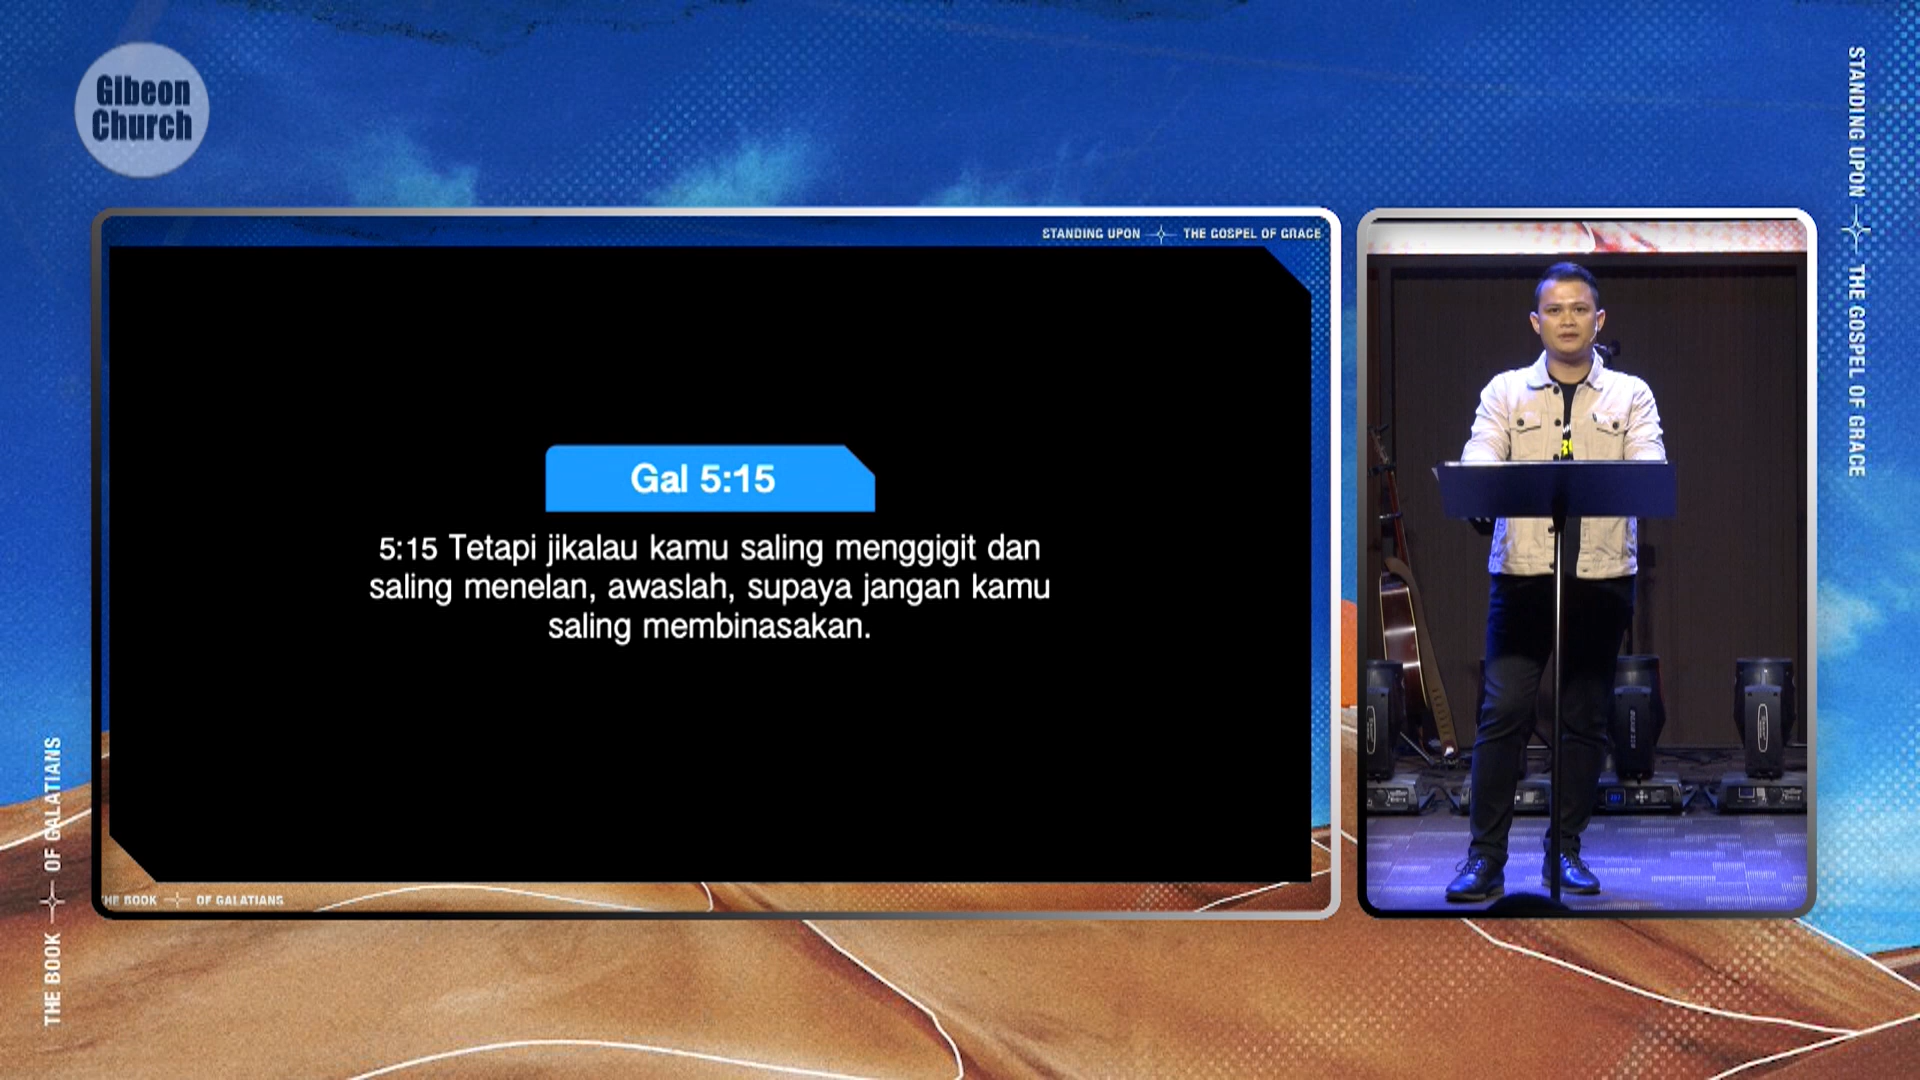 Gibeon
Church
STANDING UPON THE GOSPEL OF GRACE
STANDING UPON THE GOSPEL OF GRACE
Gal 5:15
5:15 Tetapi jikalau kamu saling menggigit dan
saling menelan, awaslah, supaya jangan kamu
saling membinasakan.
THE BOOK OF GALATIANS
HE BOOK OF GALATIANS